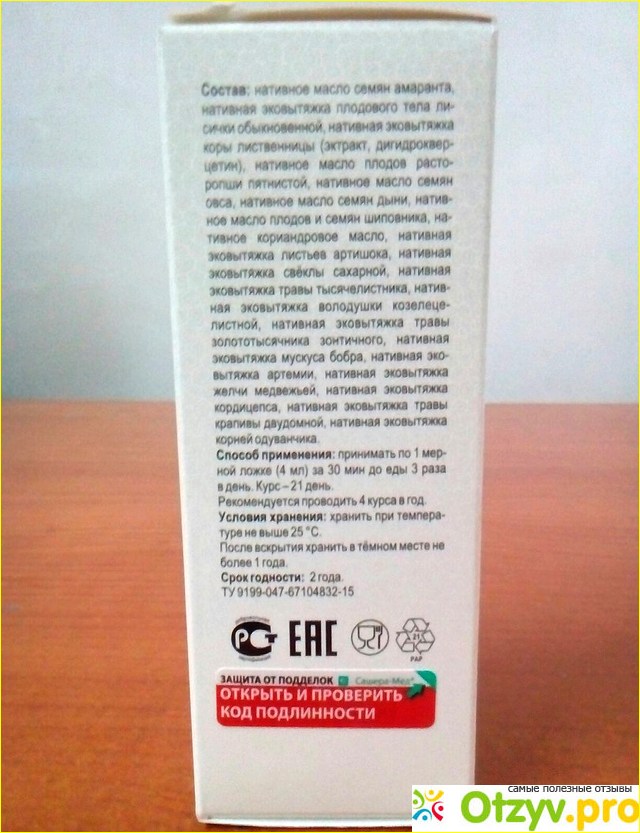 Состав: нативное масло семян амаранта,
нативная эковытяжка плодового тела ли-
сички обыкновенной, нативная эковытяжка
коры лиственницы (эктракт, дигидроквер-
цетин), нативное масло плодов расто-
ропши пятнистой, нативное масло семян
овса, нативное масло семян дыни, натив-
ное масло плодов и семян шиповника, на-
тивное кориандровое масло, нативная
эковытяжка листьев артишока, нативная
эковытяжка свёклы сахарной, нативная
эковытяжка травы тысячелистника, натив-
ная эковытяжка володушки козелеце-
листной, нативная эковытяжка травы
золототысячника зонтичного, нативная
эковытяжка мускуса бобра, нативная эко-
вытяжка артемии, нативная эковытяжка
желчи медвежьей, нативная эковытяжка
кордицепса, нативная эковытяжка травы
крапивы двудомной, нативная эковытяжка
корней одуванчика.
Способ применения: принимать по 1 мер-
ной ложке (4 мл) за 30 мин до еды 3 раза
в день. Курс – 21 день.
Рекомендуется проводить 4 курса в год.
Условия хранения: хранить при темпера-
туре не выше 25 °С.
После вскрытия хранить в тёмном месте не
более 1 года.
Срок годности: 2 года.
ТУ 9199-047-67104832-15
РСТ EAC 21
PAP
ЗАЩИТА ОТ ПОДДЕЛОК Сашера-Мед
ОТКРЫТЬ И ПРОВЕРИТЬ
КОД ПОДЛИННОСТИ
самые полезные отзывы
Otzyv.pro